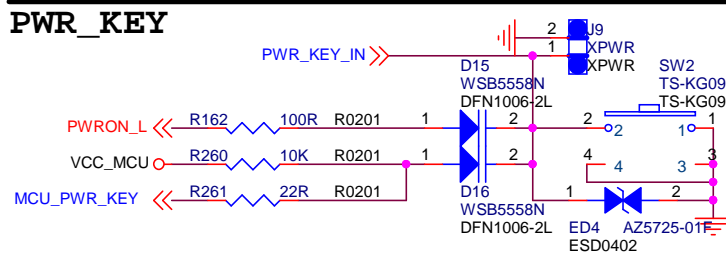 PWR_KEY
PWR_KEY_IN
2 J9
1 XPWR
XPWR
D15
WSB5558N
DFN1006-2L
SW2
TS-KG09
TS-KG09
PWRON_L R162 100R R0201 1 2 2 2 1 1
VCC_MCU R260 10K R0201 1 2 4 4 3 3
MCU_PWR_KEY R261 22R R0201
D16
WSB5558N
DFN1006-2L
1 2
ED4 AZ5725-01F
ESD0402